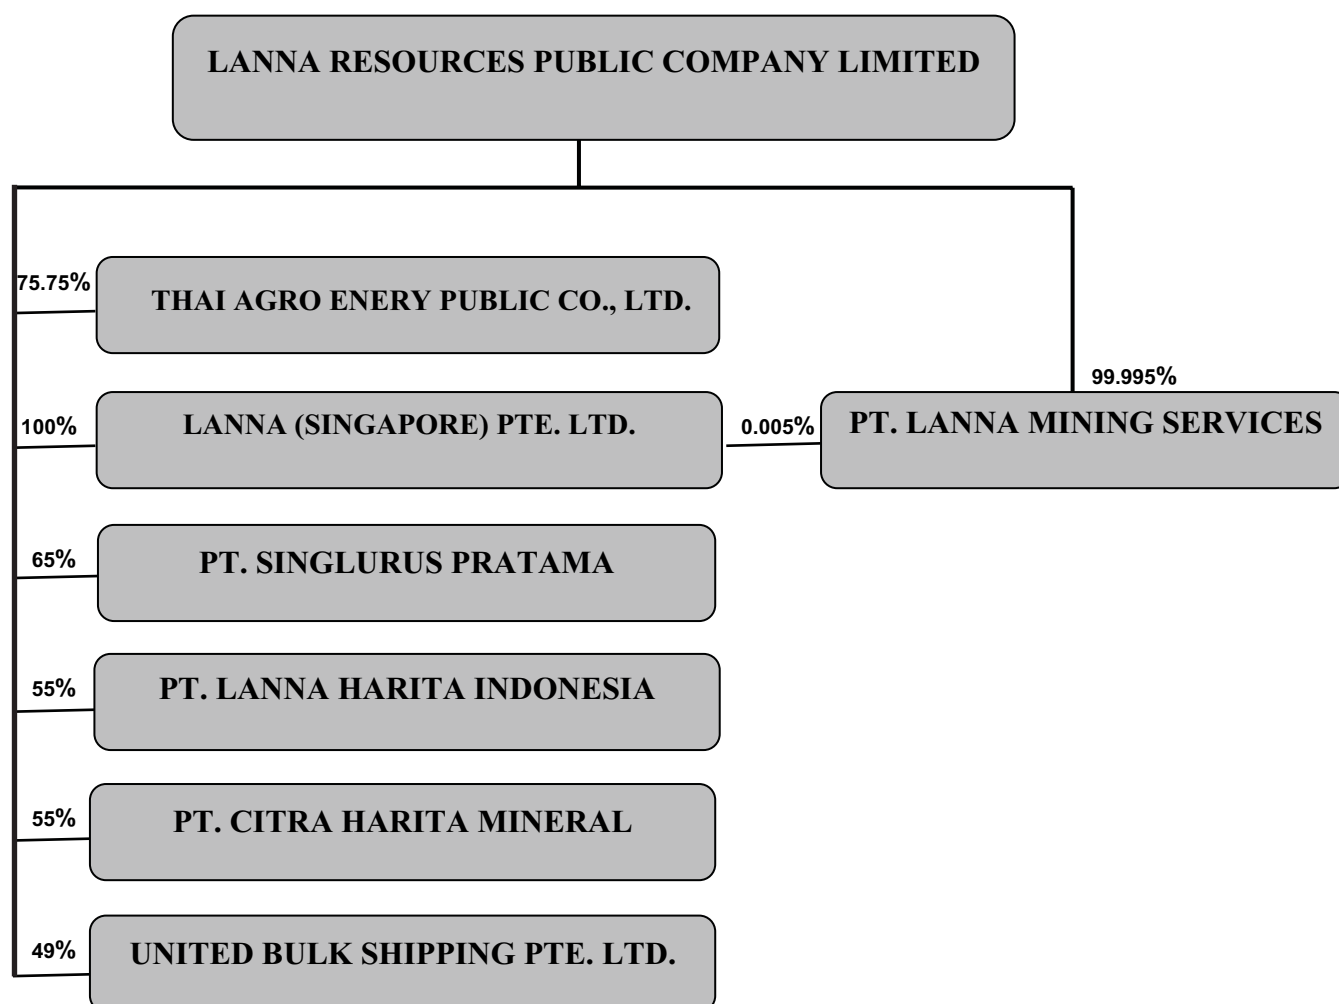 LANNA RESOURCES PUBLIC COMPANY LIMITED
75.75%
THAI AGRO ENERY PUBLIC CO., LTD.
99.995%
100%
LANNA (SINGAPORE) PTE. LTD.
0.005%
PT. LANNA MINING SERVICES
65%
PT. SINGLURUS PRATAMA
55%
PT. LANNA HARITA INDONESIA
55%
PT. CITRA HARITA MINERAL
49%
UNITED BULK SHIPPING PTE. LTD.